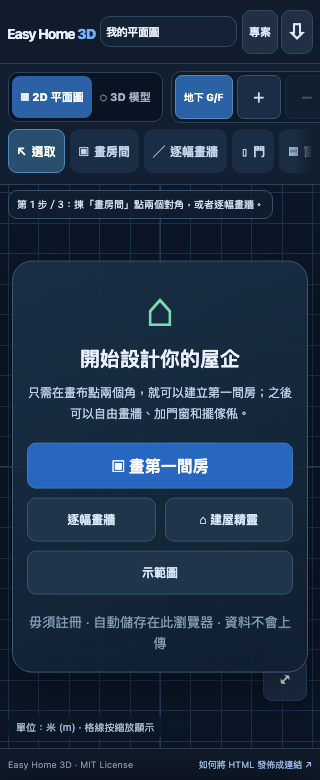 Easy Home 3D
我的平面圖
專案
2D 平面圖
3D 模型
地下 G/F
+
−
選取
畫房間
逐幅畫牆
門
第 1 步 / 3：揀「畫房間」點兩個對角，或者逐幅畫牆。
開始設計你的屋企
只需在畫布點兩個角，就可以建立第一間房；之後
可以自由畫牆、加門窗和擺傢俬。
畫第一間房
逐幅畫牆
建屋精靈
示範圖
毋須註冊 · 自動儲存在此瀏覽器 · 資料不會上
傳
單位：米 (m) · 格線按縮放顯示
Easy Home 3D · MIT License
如何將 HTML 發佈成連結 ↗